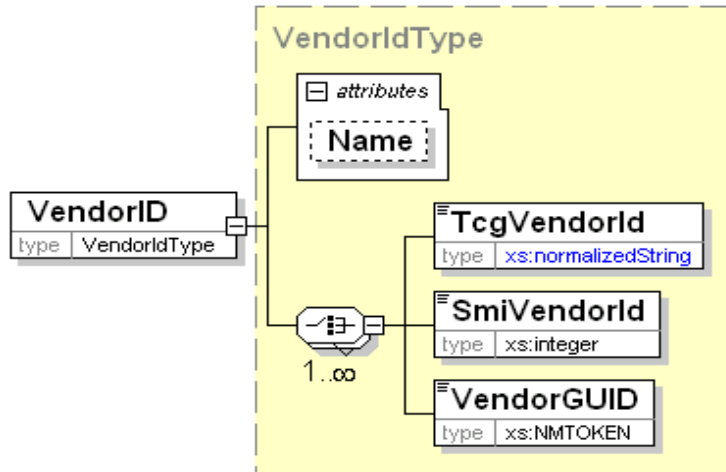 VendorIdType
attributes
Name
VendorID
type VendorIdType
TcgVendorId
type xs:normalizedString
SmiVendorId
type xs:integer
1..∞
VendorGUID
type xs:NMTOKEN